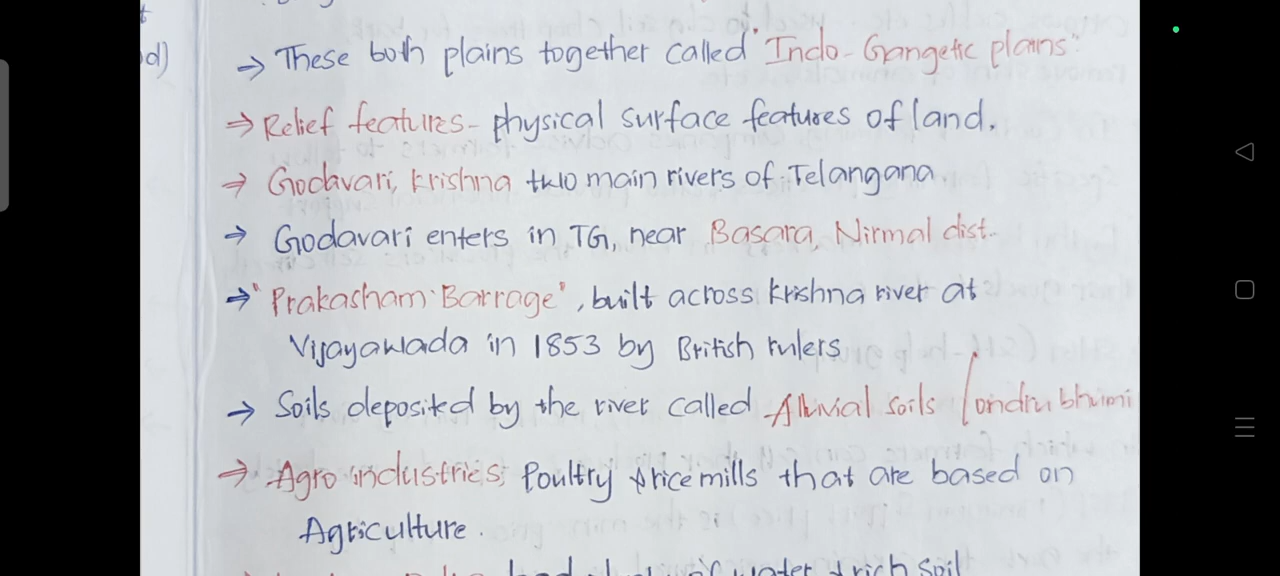 d)
→ These both plains together called "Indo-Gangetic plains"
→ Relief features - physical surface features of land.
→ Godavari, Krishna two main rivers of Telangana
→ Godavari enters in TG, near Basara, Nirmal dist.
→ "Prakasham Barrage", built across Krishna river at
Vijayawada in 1853 by British rulers
→ Soils deposited by the river called Alluvial soils / ondru bhumi
→ Agro industries; Poultry, rice mills that are based on
Agriculture.
water & rich soil